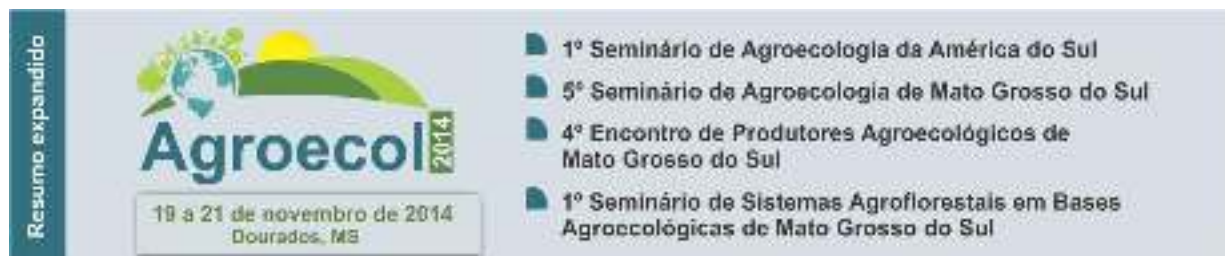 Resumo expandido
Agroecol 2014
19 a 21 de novembro de 2014
Dourados, MS
1º Seminário de Agroecologia da América do Sul
5º Seminário de Agroecologia de Mato Grosso do Sul
4º Encontro de Produtores Agroecológicos de
Mato Grosso do Sul
1º Seminário de Sistemas Agroflorestais em Bases
Agroecológicas de Mato Grosso do Sul